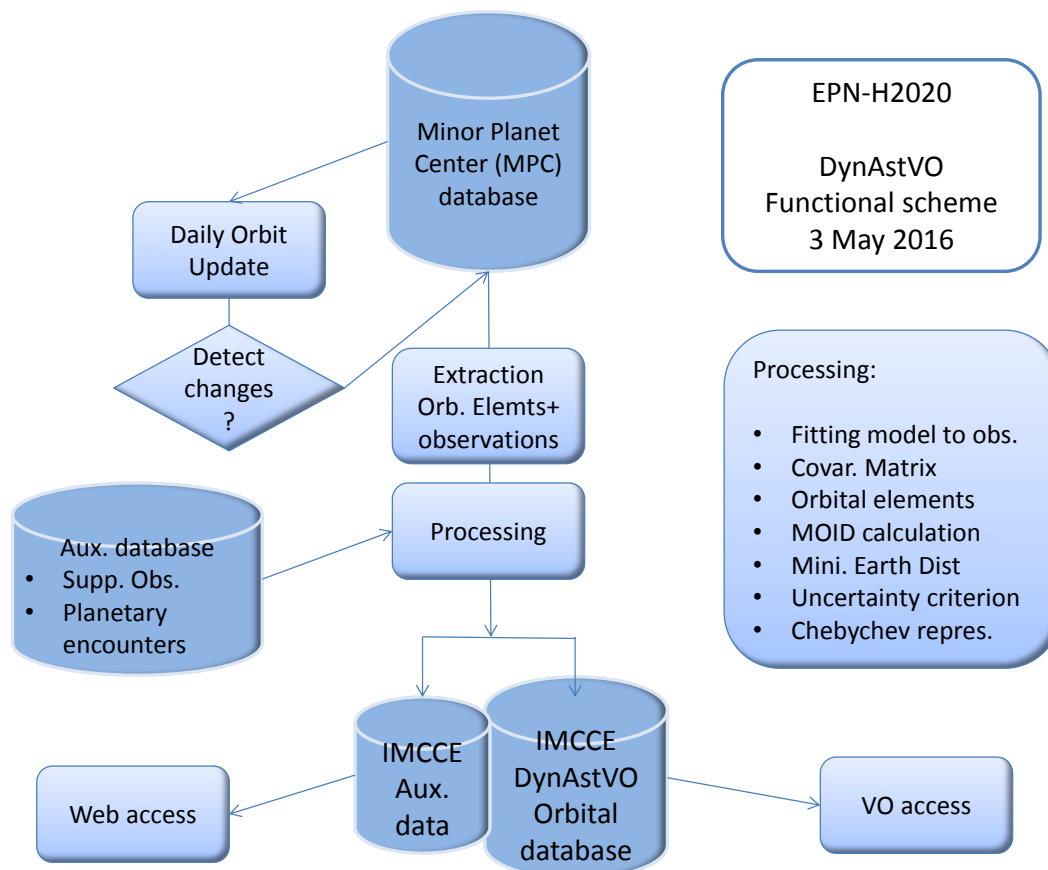 Minor Planet
Center (MPC)
database
EPN-H2020
DynAstVO
Functional scheme
3 May 2016
Daily Orbit
Update
Detect
changes
?
Extraction
Orb. Elemts+
observations
Processing
Aux. database
• Supp. Obs.
• Planetary
encounters
Processing:
• Fitting model to obs.
• Covar. Matrix
• Orbital elements
• MOID calculation
• Mini. Earth Dist
• Uncertainty criterion
• Chebychev repres.
IMCCE
Aux.
data
IMCCE
DynAstVO
Orbital
database
Web access
VO access